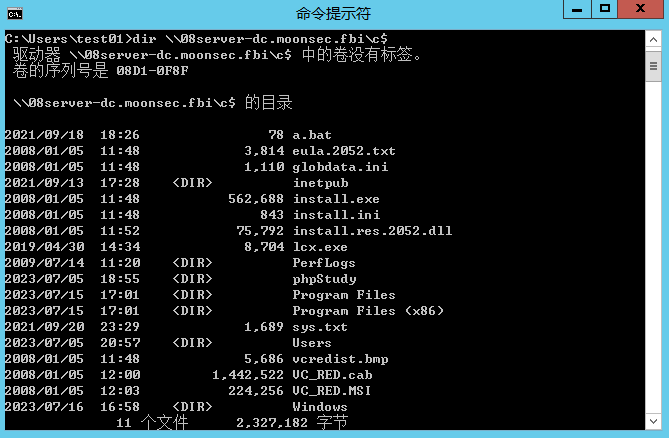 命令提示符
C:\Users\test01>dir \\08server-dc.moonsec.fbi\c$
驱动器 \\08server-dc.moonsec.fbi\c$ 中的卷没有标签。
卷的序列号是 08D1-0F8F
\\08server-dc.moonsec.fbi\c$ 的目录
2021/09/18  18:26                78 a.bat
2008/01/05  11:48             3,814 eula.2052.txt
2008/01/05  11:48             1,110 globdata.ini
2021/09/13  17:28    <DIR>          inetpub
2008/01/05  11:48           562,688 install.exe
2008/01/05  11:48               843 install.ini
2008/01/05  11:52            75,792 install.res.2052.dll
2019/04/30  14:34             8,704 lcx.exe
2009/07/14  11:20    <DIR>          PerfLogs
2023/07/05  18:55    <DIR>          phpStudy
2023/07/15  17:01    <DIR>          Program Files
2023/07/15  17:01    <DIR>          Program Files (x86)
2021/09/20  23:29             1,689 sys.txt
2023/07/05  20:57    <DIR>          Users
2008/01/05  11:48             5,686 vcredist.bmp
2008/01/05  12:00         1,442,522 VC_RED.cab
2008/01/05  12:03           224,256 VC_RED.MSI
2023/07/16  16:58    <DIR>          Windows
11 个文件      2,327,182 字节